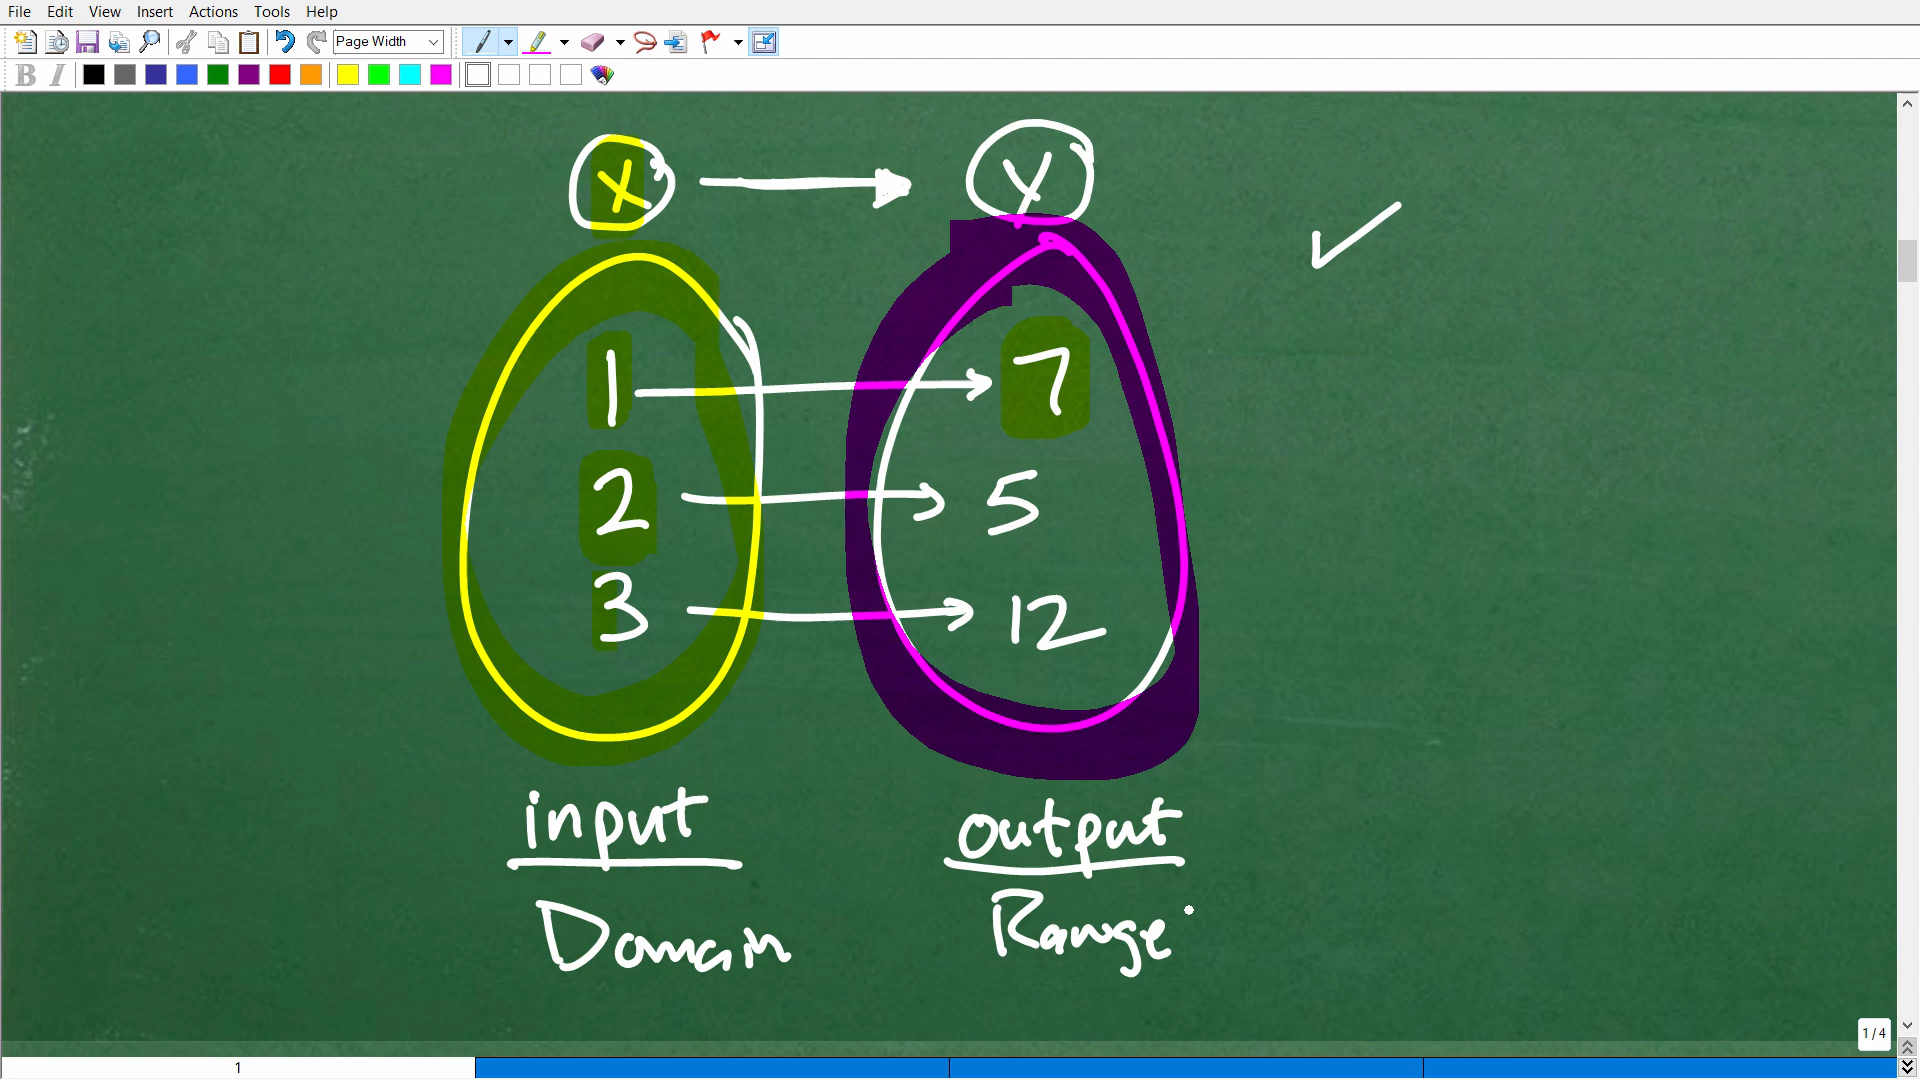 File Edit View Insert Actions Tools Help
Page Width
B I
X Y
1 7
2 5
3 12
input output
Domain Range
1 / 4
1